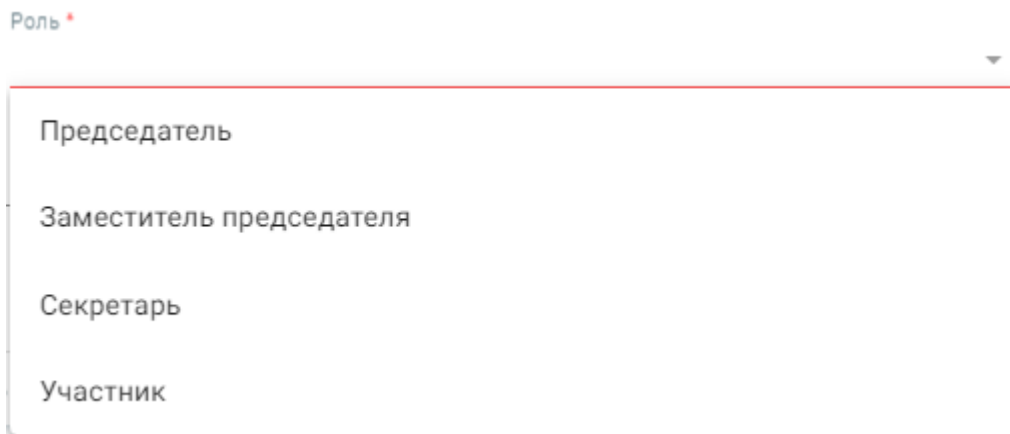 Роль *
Председатель
Заместитель председателя
Секретарь
Участник